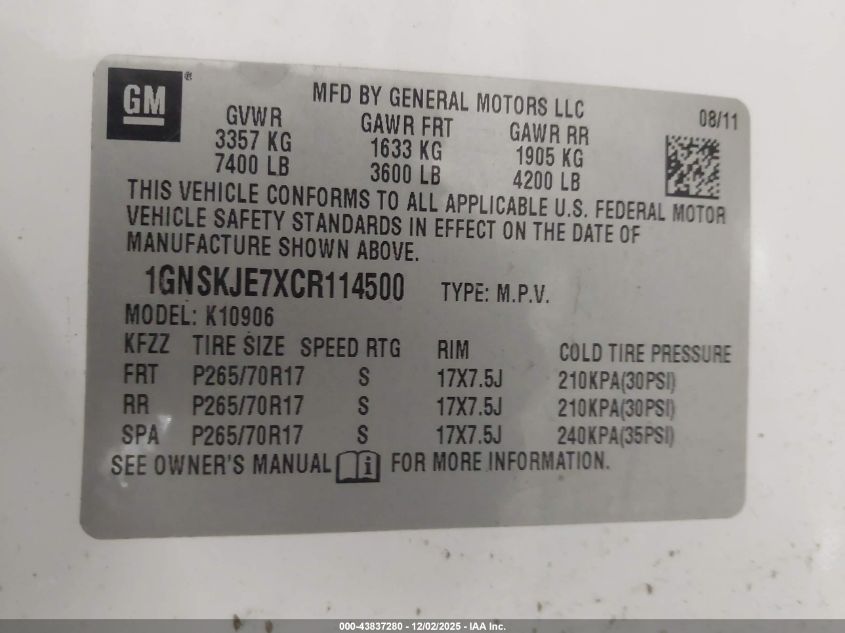 GM ®
MFD BY GENERAL MOTORS LLC
08/11
GVWR GAWR FRT GAWR RR
3357 KG 1633 KG 1905 KG
7400 LB 3600 LB 4200 LB
THIS VEHICLE CONFORMS TO ALL APPLICABLE U.S. FEDERAL MOTOR
VEHICLE SAFETY STANDARDS IN EFFECT ON THE DATE OF
MANUFACTURE SHOWN ABOVE.
1GNSKJE7XCR114500 TYPE: M.P.V.
MODEL: K10906
KFZZ TIRE SIZE SPEED RTG RIM COLD TIRE PRESSURE
FRT P265/70R17 S 17X7.5J 210KPA(30PSI)
RR P265/70R17 S 17X7.5J 210KPA(30PSI)
SPA P265/70R17 S 17X7.5J 240KPA(35PSI)
SEE OWNER'S MANUAL i FOR MORE INFORMATION.
000-43837280 - 12/02/2025 - IAA Inc.